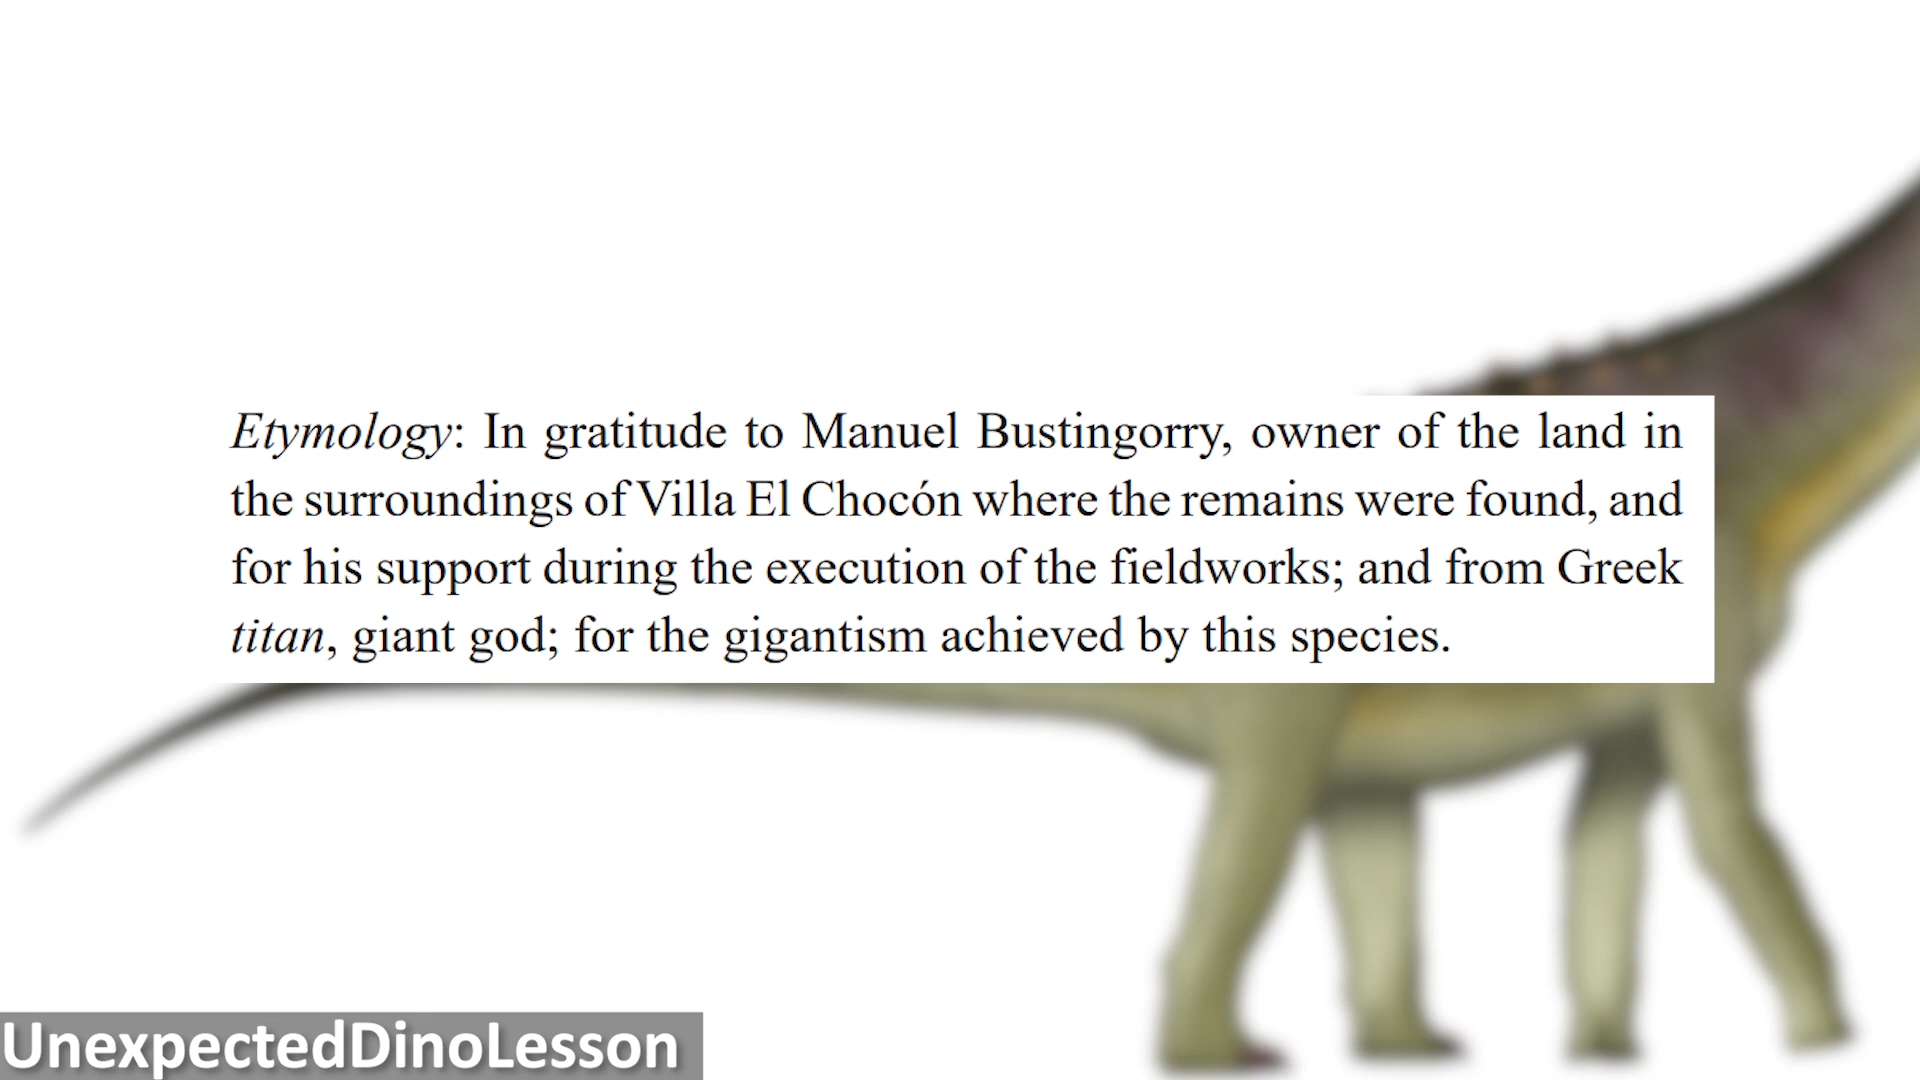 Etymology: In gratitude to Manuel Bustingorry, owner of the land in
the surroundings of Villa El Chocón where the remains were found, and
for his support during the execution of the fieldworks; and from Greek
titan, giant god; for the gigantism achieved by this species.
UnexpectedDinoLesson